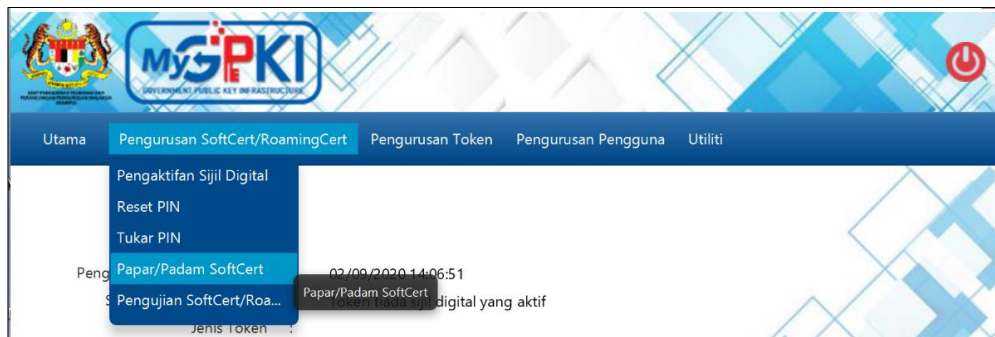 MyGPKI
GOVERNMENT PUBLIC KEY INFRASTRUCTURE
Utama Pengurusan SoftCert/RoamingCert Pengurusan Token Pengurusan Pengguna Utiliti
Pengaktifan Sijil Digital
Reset PIN
Tukar PIN
Peng Papar/Padam SoftCert 02/09/2020 14:06:51
Papar/Padam SoftCert
S Pengujian SoftCert/Roa... Token tiada sijil digital yang aktif
Jenis Token :